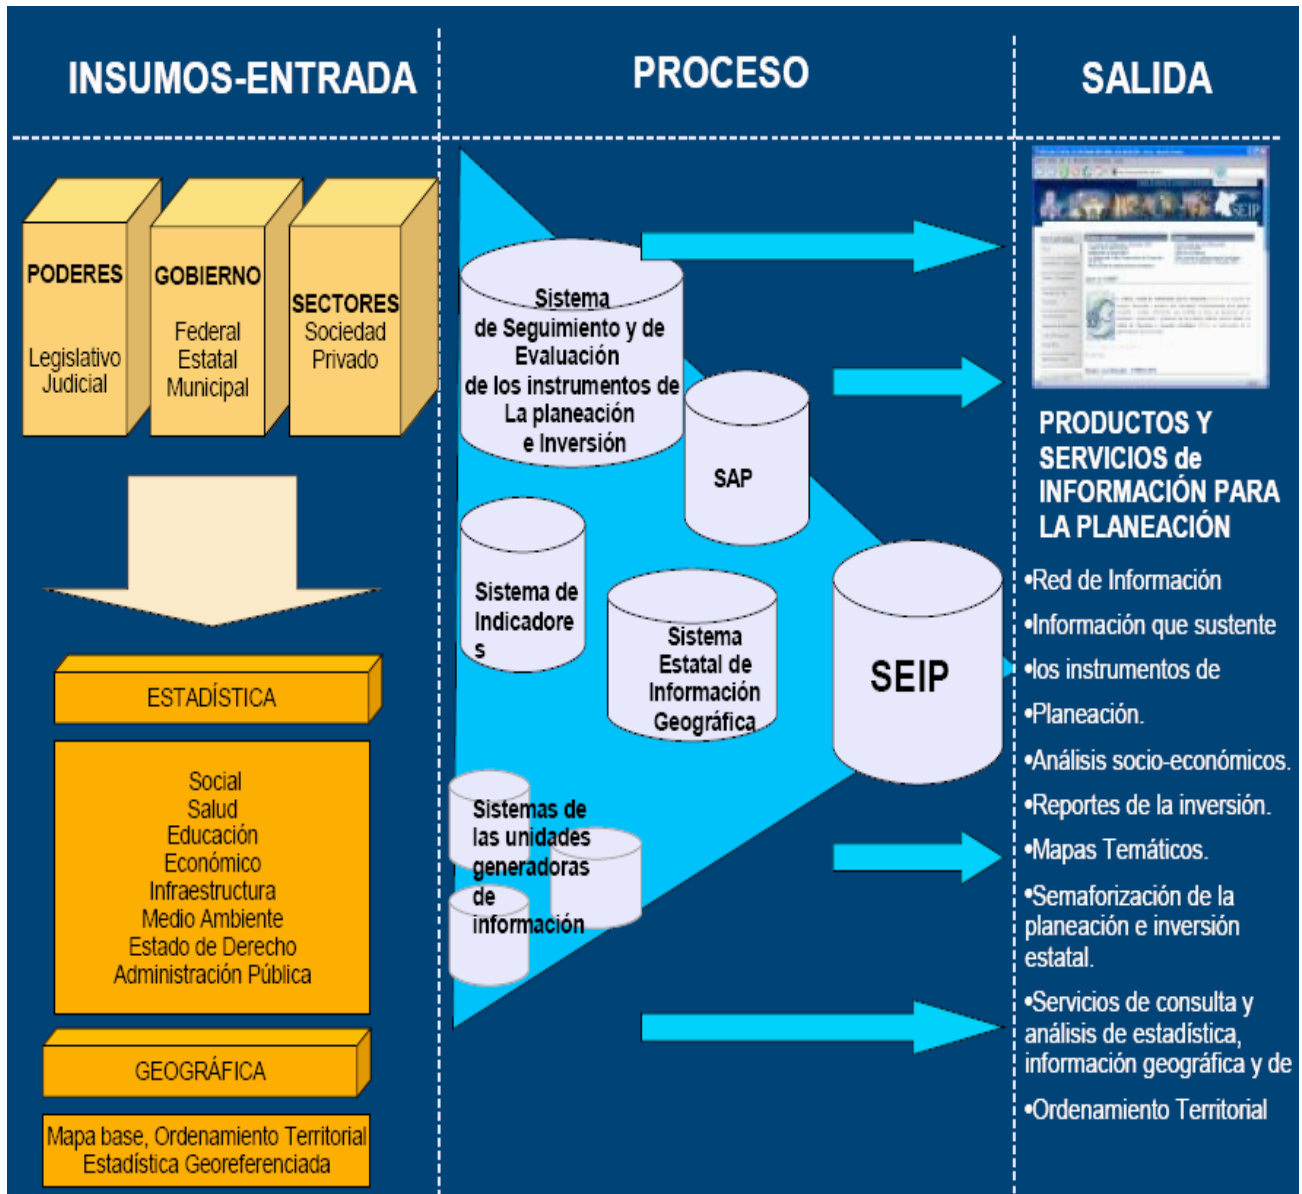 INSUMOS-ENTRADA
PROCESO
SALIDA
PODERES
Legislativo
Judicial
GOBIERNO
Federal
Estatal
Municipal
SECTORES
Sociedad
Privado
ESTADÍSTICA
Social
Salud
Educación
Económico
Infraestructura
Medio Ambiente
Estado de Derecho
Administración Pública
GEOGRÁFICA
Mapa base, Ordenamiento Territorial
Estadística Georeferenciada
Sistema
de Seguimiento y de
Evaluación
de los instrumentos de
La planeación
e Inversión
SAP
Sistema de
Indicadore
s
Sistema
Estatal de
Información
Geográfica
SEIP
Sistemas de
las unidades
generadoras
de
información
SEIP
PRODUCTOS Y
SERVICIOS de
INFORMACIÓN PARA
LA PLANEACIÓN
•Red de Información
•Información que sustente
•los instrumentos de
•Planeación.
•Análisis socio-económicos.
•Reportes de la inversión.
•Mapas Temáticos.
•Semaforización de la
planeación e inversión
estatal.
•Servicios de consulta y
análisis de estadística,
información geográfica y de
•Ordenamiento Territorial